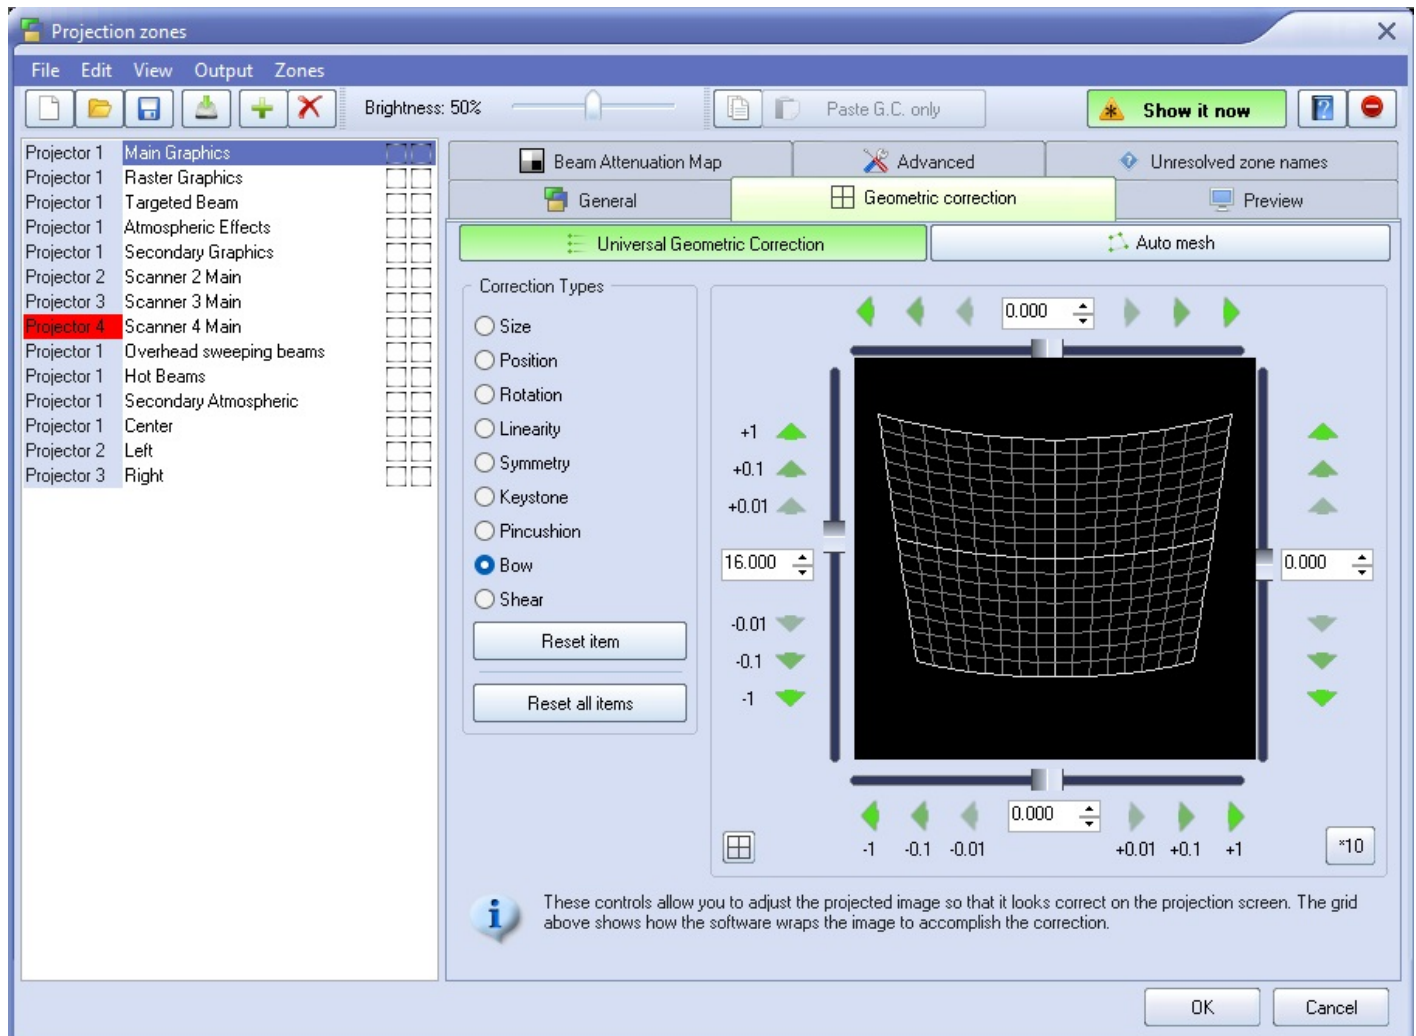 Projection zones
File Edit View Output Zones
Brightness: 50% Paste G.C. only Show it now
Projector 1 Main Graphics
Projector 1 Raster Graphics
Projector 1 Targeted Beam
Projector 1 Atmospheric Effects
Projector 1 Secondary Graphics
Projector 2 Scanner 2 Main
Projector 3 Scanner 3 Main
Projector 4 Scanner 4 Main
Projector 1 Overhead sweeping beams
Projector 1 Hot Beams
Projector 1 Secondary Atmospheric
Projector 1 Center
Projector 2 Left
Projector 3 Right
Beam Attenuation Map Advanced Unresolved zone names
General Geometric correction Preview
Universal Geometric Correction Auto mesh
Correction Types
Size
Position
Rotation
Linearity
Symmetry
Keystone
Pincushion
Bow
Shear
Reset item
Reset all items
0.000
+1
+0.1
+0.01
16.000
-0.01
-0.1
-1
0.000
0.000
-1 -0.1 -0.01 +0.01 +0.1 +1
*10
These controls allow you to adjust the projected image so that it looks correct on the projection screen. The grid
above shows how the software wraps the image to accomplish the correction.
OK Cancel